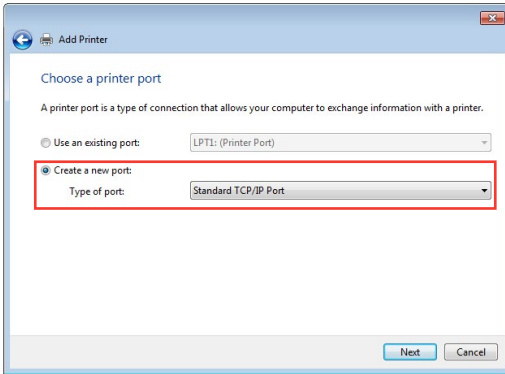 Add Printer
Choose a printer port
A printer port is a type of connection that allows your computer to exchange information with a printer.
Use an existing port: LPT1: (Printer Port)
Create a new port:
Type of port: Standard TCP/IP Port
Next Cancel